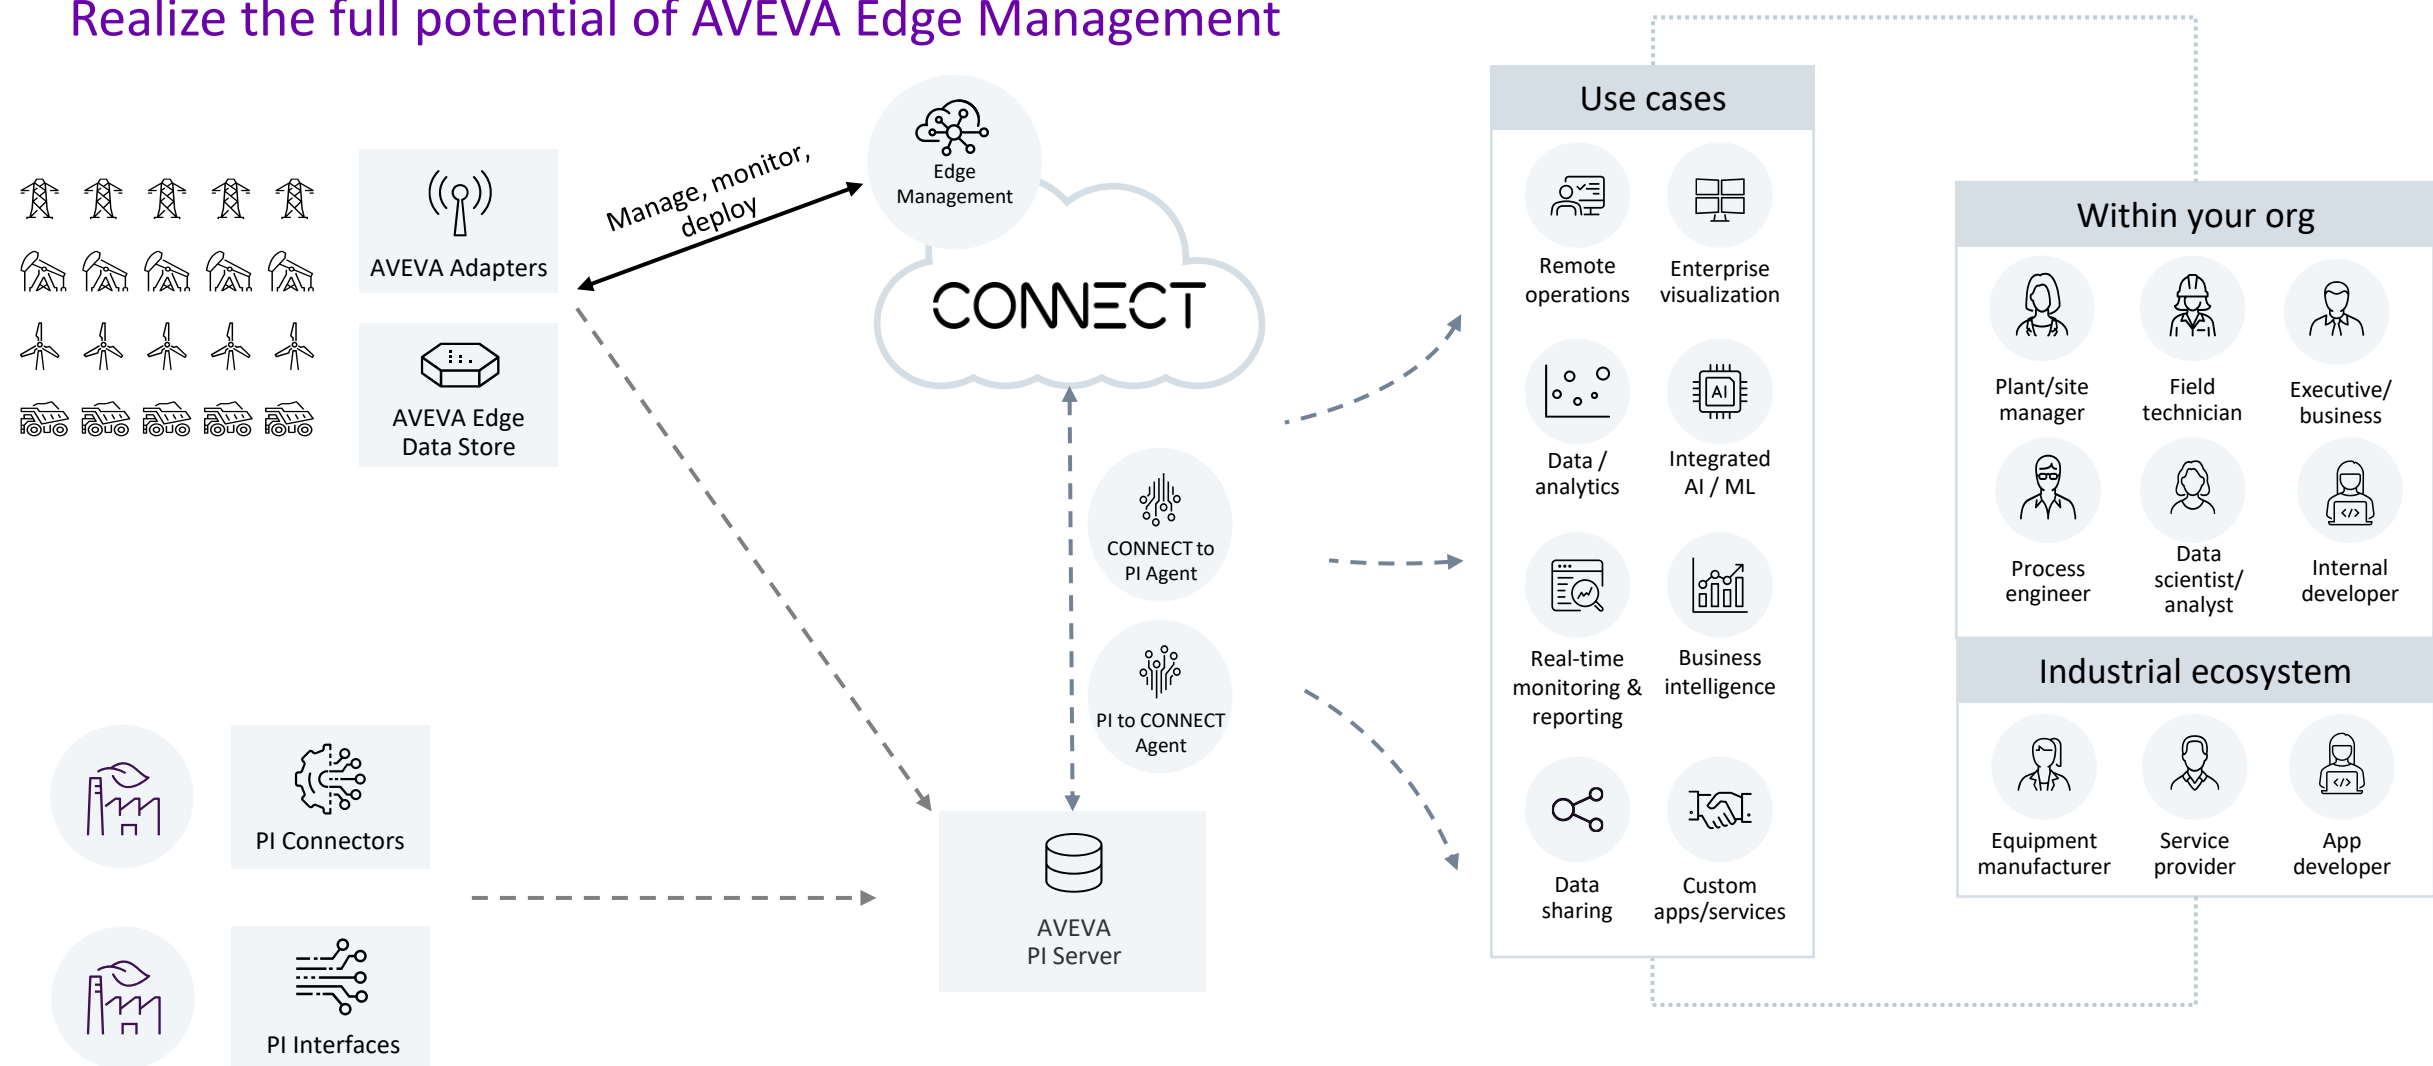 Realize the full potential of AVEVA Edge Management
AVEVA Adapters
AVEVA Edge
Data Store
Manage, monitor,
deploy
Edge
Management
CONNECT
CONNECT to
PI Agent
PI to CONNECT
Agent
PI Connectors
PI Interfaces
AVEVA
PI Server
Use cases
Remote
operations
Enterprise
visualization
Data /
analytics
AI
Integrated
AI / ML
Real-time
monitoring &
reporting
Business
intelligence
Data
sharing
Custom
apps/services
Within your org
Plant/site
manager
Field
technician
Executive/
business
Process
engineer
Data
scientist/
analyst
</>
Internal
developer
Industrial ecosystem
Equipment
manufacturer
Service
provider
</>
App
developer